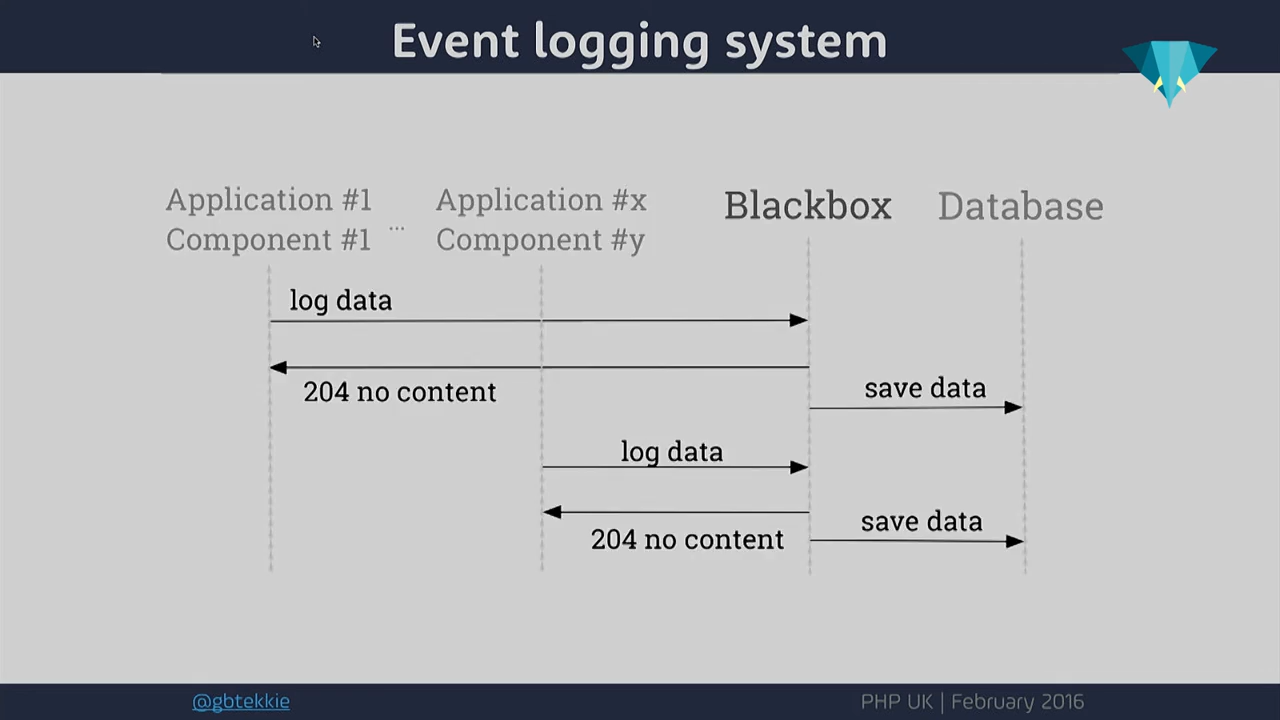 Event logging system
Application #1
Component #1
...
Application #x
Component #y
Blackbox
Database
log data
204 no content
save data
log data
204 no content
save data
@gbtekkie
PHP UK | February 2016